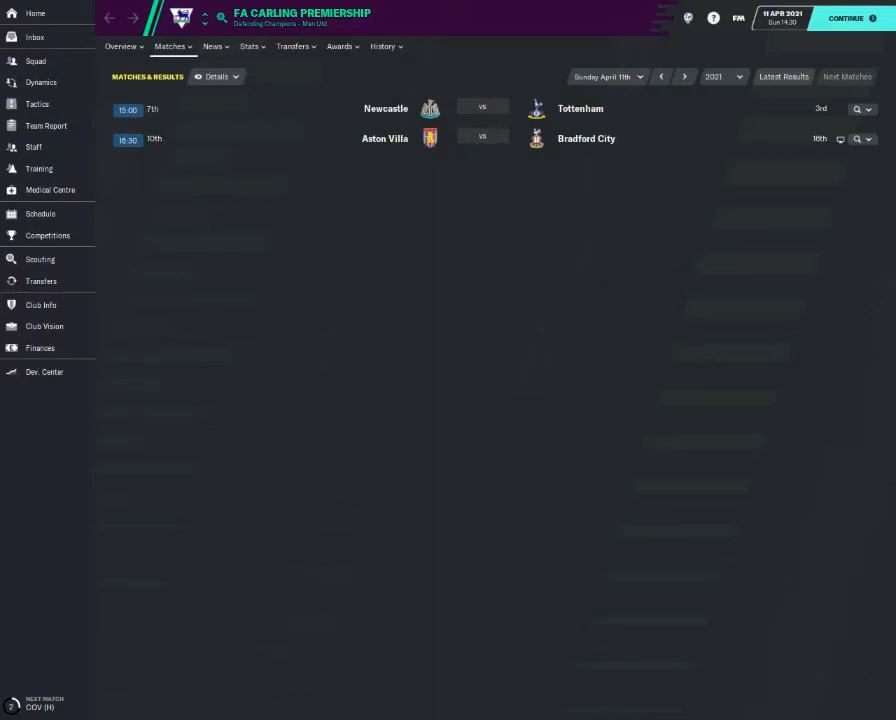 Home
FA CARLING PREMIERSHIP
Defending Champions - Man Utd
?
FM
11 APR 2021
Sun 14:30
CONTINUE
Inbox
Overview
Matches
News
Stats
Transfers
Awards
History
Squad
Dynamics
MATCHES & RESULTS
Details
Sunday April 11th
2021
Latest Results
Next Matches
Tactics
15:00 7th Newcastle vs Tottenham 3rd
Team Report
16:30 10th Aston Villa vs Bradford City 16th
Staff
Training
Medical Centre
Schedule
Competitions
Scouting
Transfers
Club Info
Club Vision
Finances
Dev. Center
2
NEXT MATCH
COV (H)